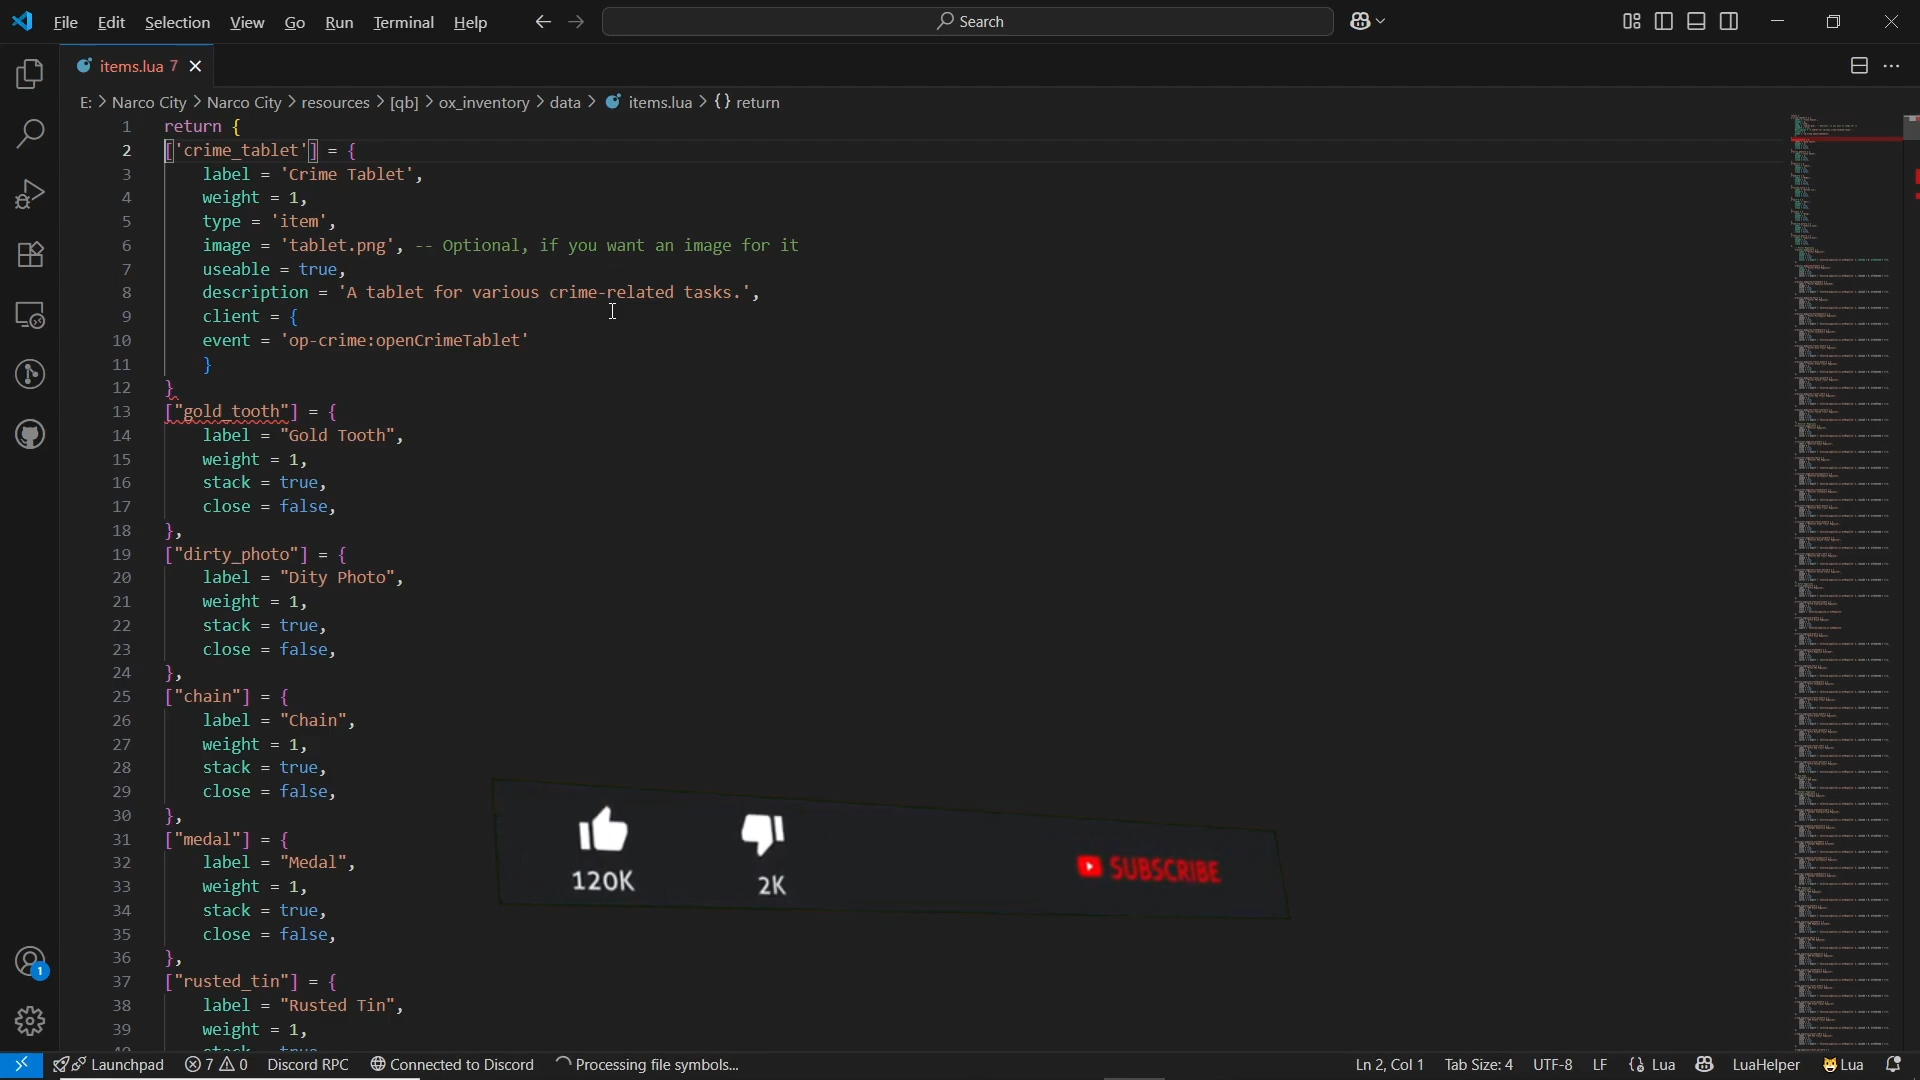 File Edit Selection View Go Run Terminal Help Search
items.lua 7
E: > Narco City > Narco City > resources > [qb] > ox_inventory > data > items.lua > {} return
1 return {
2 ['crime_tablet'] = {
3 label = 'Crime Tablet',
4 weight = 1,
5 type = 'item',
6 image = 'tablet.png', -- Optional, if you want an image for it
7 useable = true,
8 description = 'A tablet for various crime-related tasks.',
9 client = {
10 event = 'op-crime:openCrimeTablet'
11 }
12 }
13 ["gold_tooth"] = {
14 label = "Gold Tooth",
15 weight = 1,
16 stack = true,
17 close = false,
18 },
19 ["dirty_photo"] = {
20 label = "Dity Photo",
21 weight = 1,
22 stack = true,
23 close = false,
24 },
25 ["chain"] = {
26 label = "Chain",
27 weight = 1,
28 stack = true,
29 close = false,
30 },
31 ["medal"] = {
32 label = "Medal",
33 weight = 1,
34 stack = true,
35 close = false,
36 },
37 ["rusted_tin"] = {
38 label = "Rusted Tin",
39 weight = 1,
120K 2K SUBSCRIBE
1
Launchpad 7 0 Discord RPC Connected to Discord Processing file symbols... Ln 2, Col 1 Tab Size: 4 UTF-8 LF {} Lua LuaHelper Lua